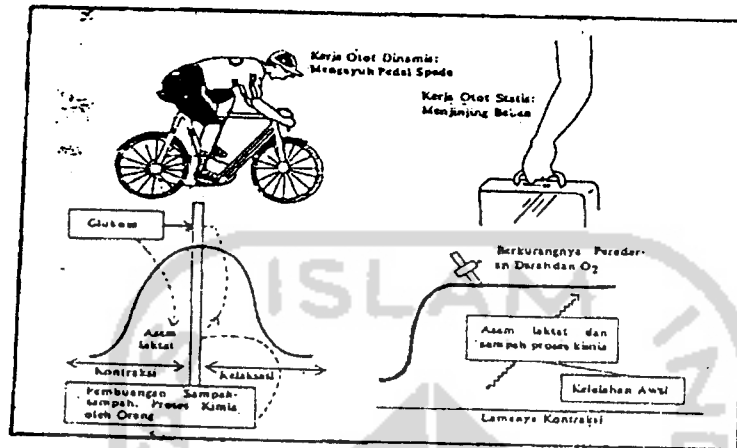 Kerja Otot Dinamis:
Mengayuh Pedal Speda
Kerja Otot Statis:
Menjinjing Beban
Glukosa
Berkurangnya Pereder-
an Darah dan O2
ISLAM
Asam
laktat
Asam laktat dan
sampah proses kimia
Kontraksi
Relaksasi
Kelelahan Awal
Pembuangan Sampah-
sampah Proses Kimia
oleh
Lamanya Kontraksi